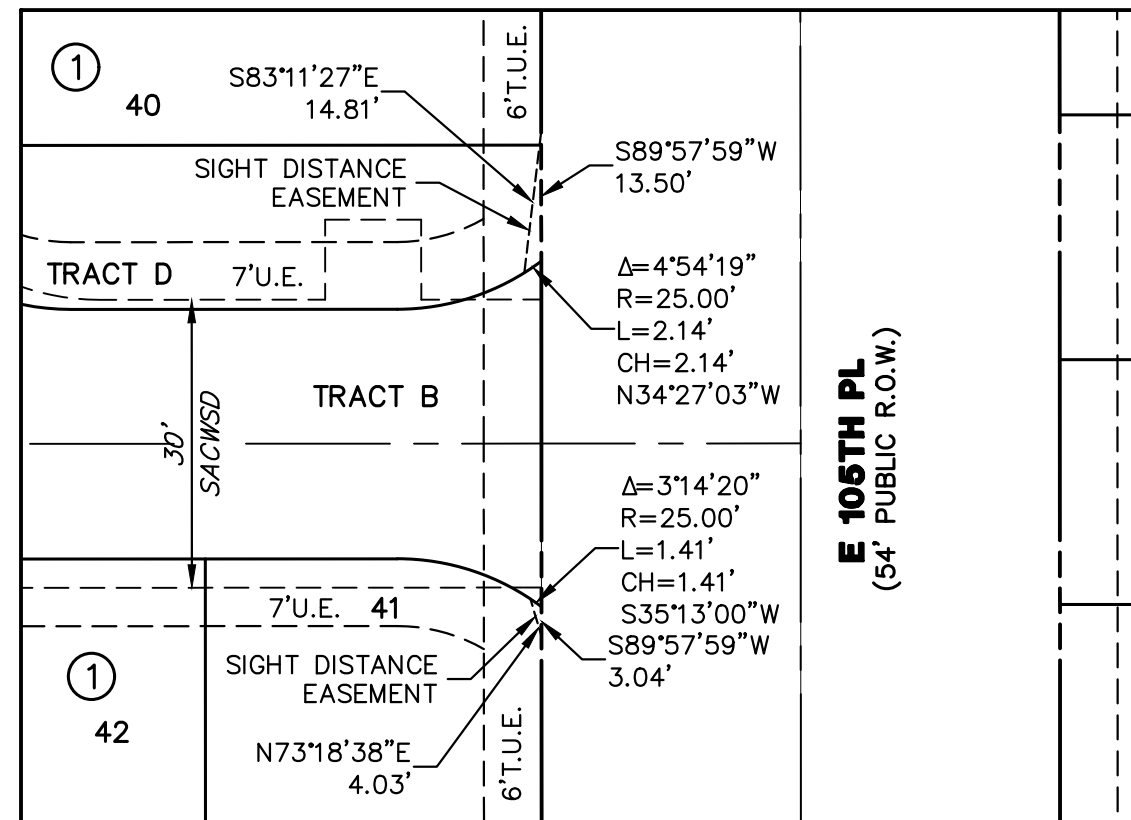 1
40
S83°11'27"E
14.81'
6'T.U.E.
S89°57'59"W
13.50'
SIGHT DISTANCE
EASEMENT
TRACT D
7'U.E.
Δ=4°54'19"
R=25.00'
L=2.14'
CH=2.14'
N34°27'03"W
TRACT B
30'
SACWSD
E 105TH PL
(54' PUBLIC R.O.W.)
Δ=3°14'20"
R=25.00'
L=1.41'
CH=1.41'
S35°13'00"W
7'U.E.
41
S89°57'59"W
3.04'
SIGHT DISTANCE
EASEMENT
1
42
N73°18'38"E
4.03'
6'T.U.E.